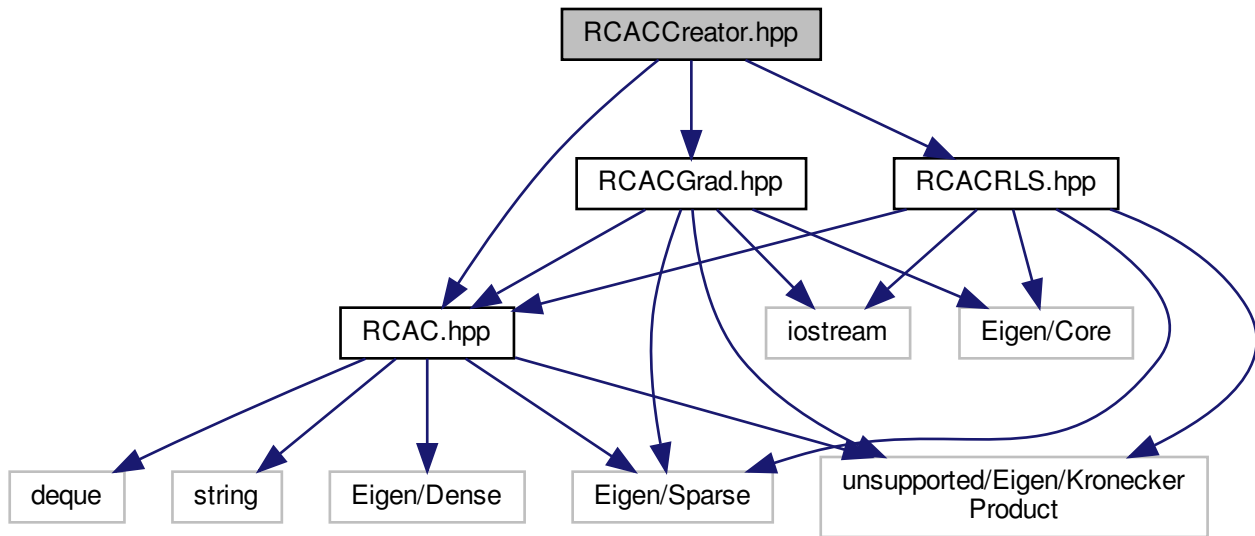 RCACCreator.hpp
RCACGrad.hpp
RCACRLS.hpp
RCAC.hpp
iostream
Eigen/Core
deque
string
Eigen/Dense
Eigen/Sparse
unsupported/Eigen/Kronecker
Product